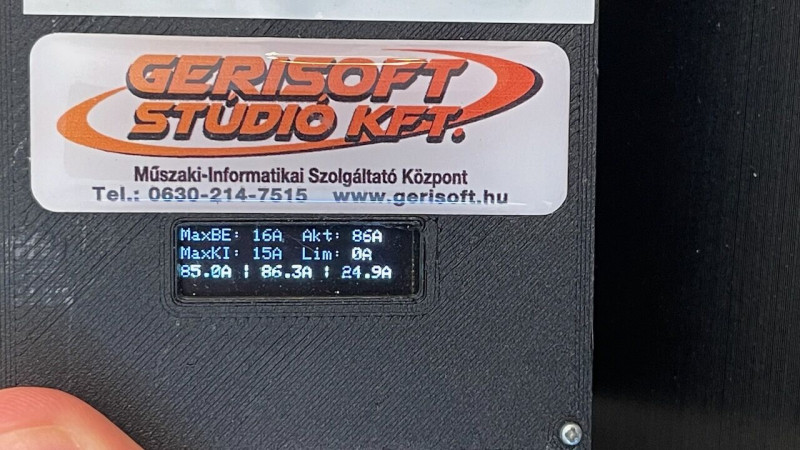 GERISOFT
STÚDIÓ KFT.
Műszaki-Informatikai Szolgáltató Központ
Tel.: 0630-214-7515 www.gerisoft.hu
MaxBE: 16A Akt: 86A
MaxKI: 15A Lim: 0A
85.0A | 86.3A | 24.9A